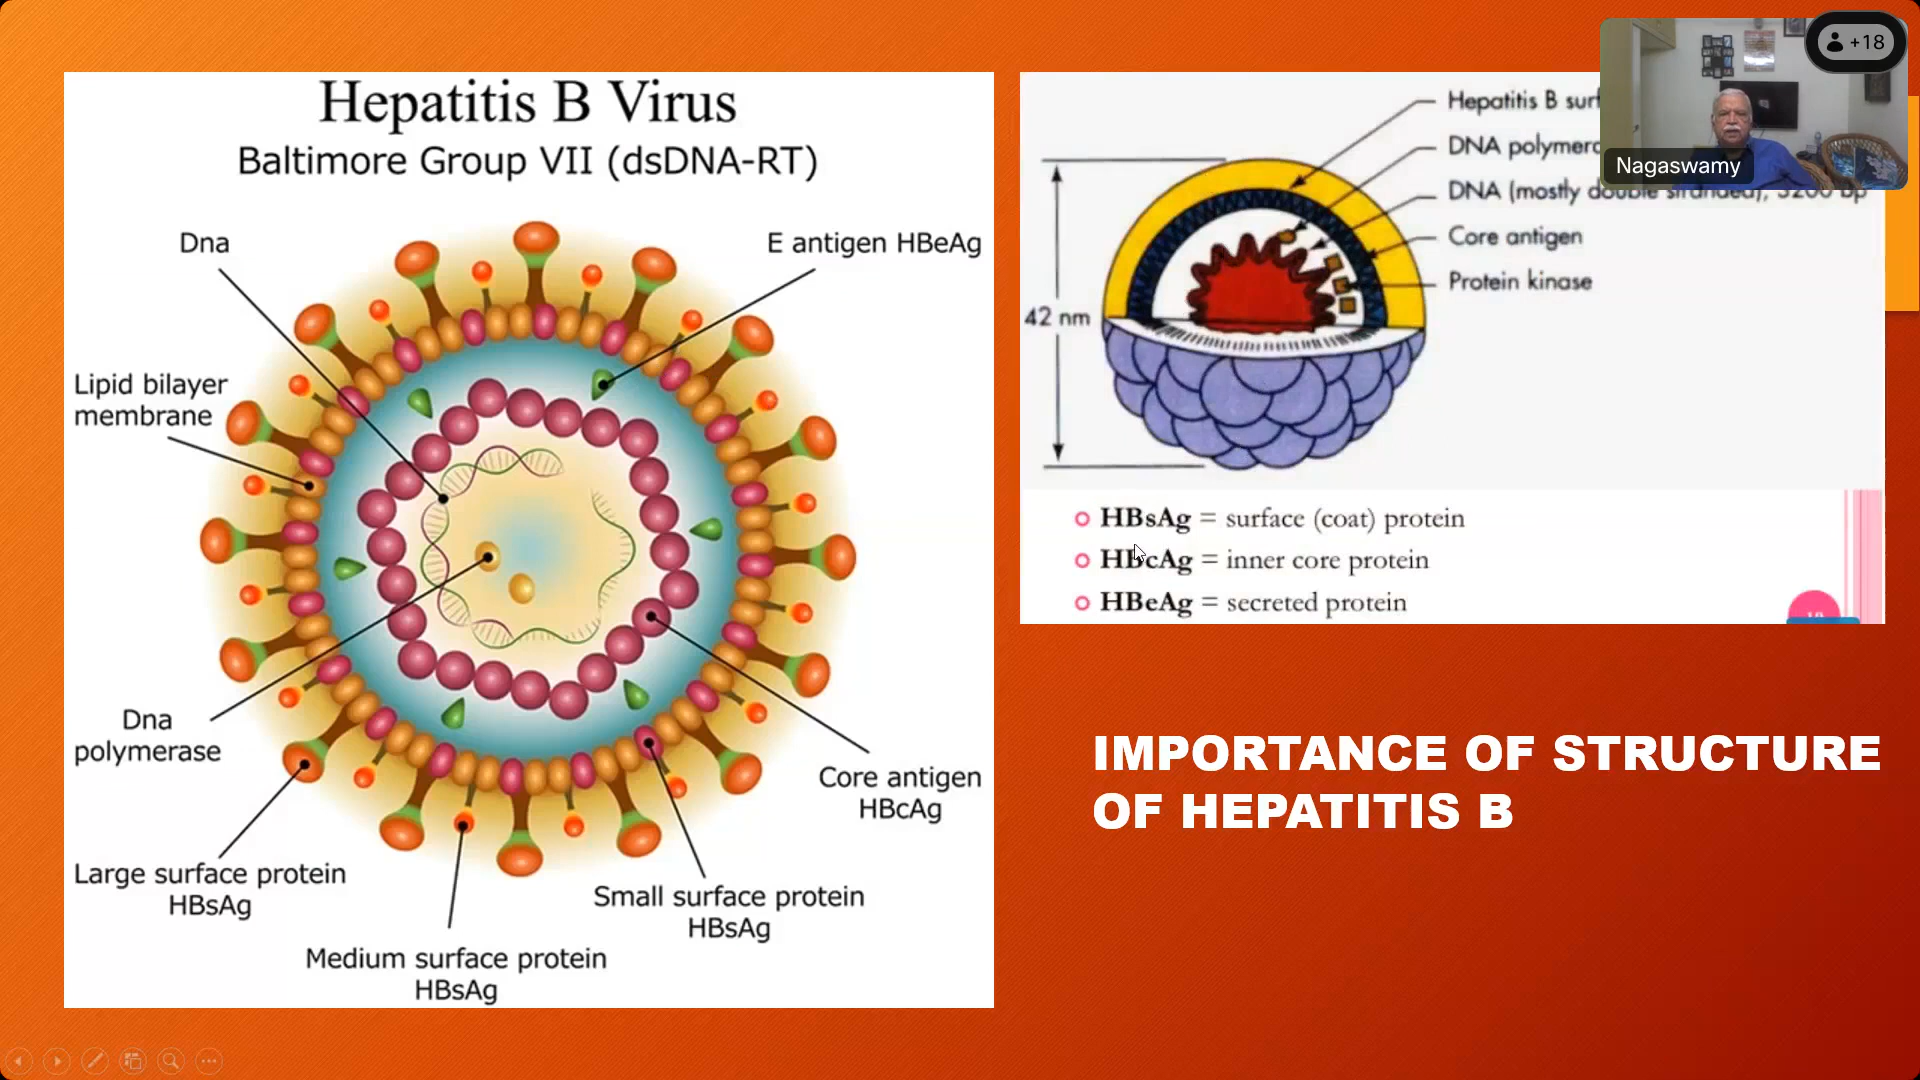 Hepatitis B Virus
Baltimore Group VII (dsDNA-RT)
Dna
E antigen HBeAg
Lipid bilayer
membrane
Dna
polymerase
Core antigen
HBcAg
Large surface protein
HBsAg
Small surface protein
HBsAg
Medium surface protein
HBsAg
Hepatitis B
DNA
DNA (mostly double stranded), 3200 bp
Core antigen
Protein kinase
42 nm
HBsAg = surface (coat) protein
HBcAg = inner core protein
HBeAg = secreted protein
IMPORTANCE OF STRUCTURE
OF HEPATITIS B
+18
Nagaswamy